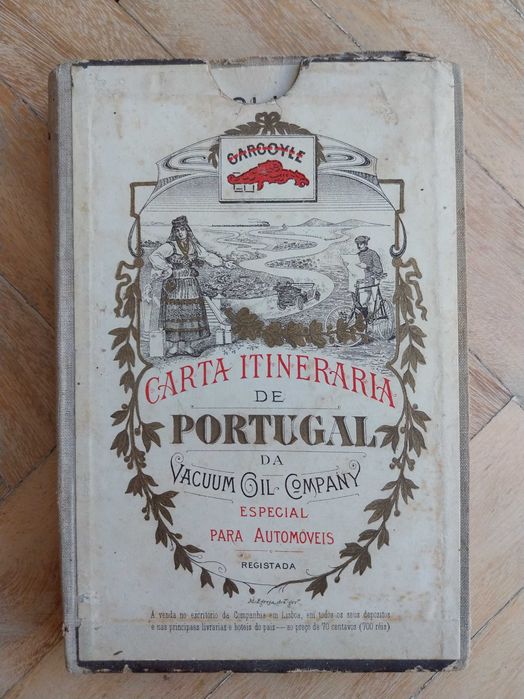 GARGOYLE
CARTA ITINERARIA
DE
PORTUGAL
DA
VACUUM OIL COMPANY
ESPECIAL
PARA AUTOMÓVEIS
REGISTADA
Á venda no escritório da Companhia em Lisboa, em todos os seus depositos
e nas principaes livrarias e hoteis do paiz — ao preço de 70 centavos (700 réis)